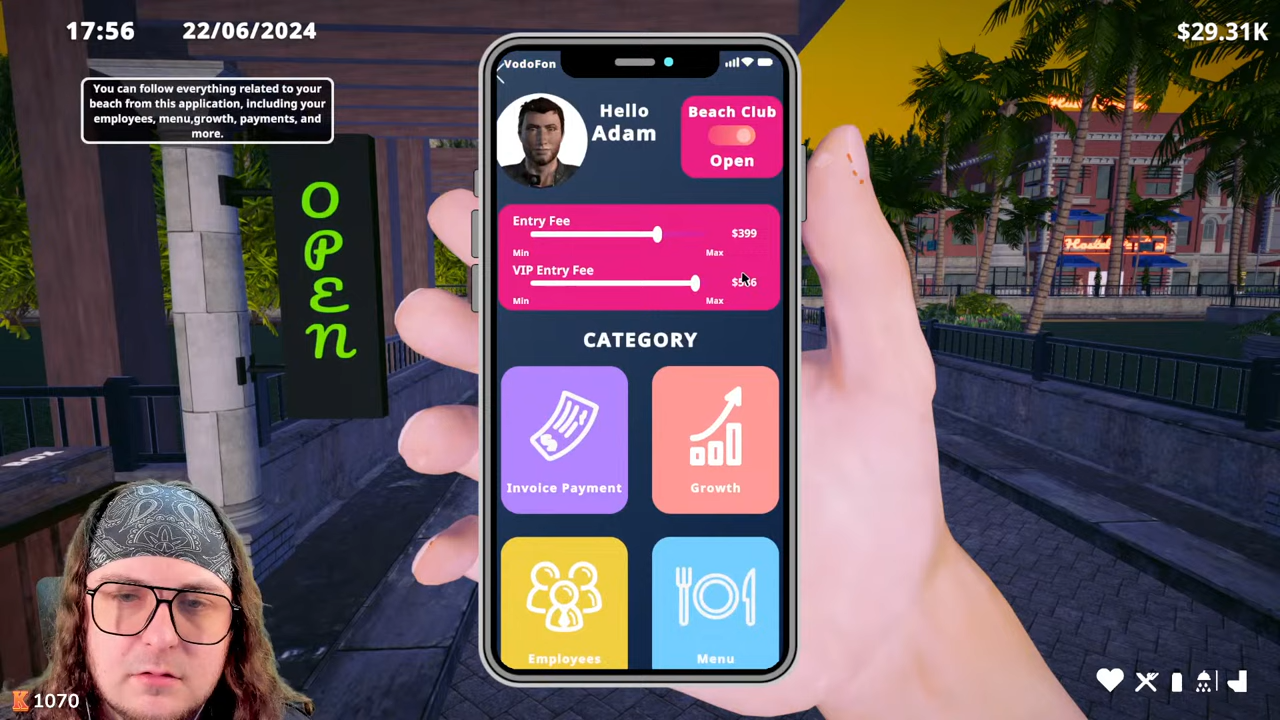 17:56 22/06/2024
$29.31K
You can follow everything related to your
beach from this application, including your
employees, menu,growth, payments, and
more.
OPEN
VodoFon
Hello
Adam
Beach Club
Open
Entry Fee
$399
Min Max
VIP Entry Fee
Min Max
CATEGORY
Invoice Payment
Growth
Employees
Menu
Hostel
K 1070